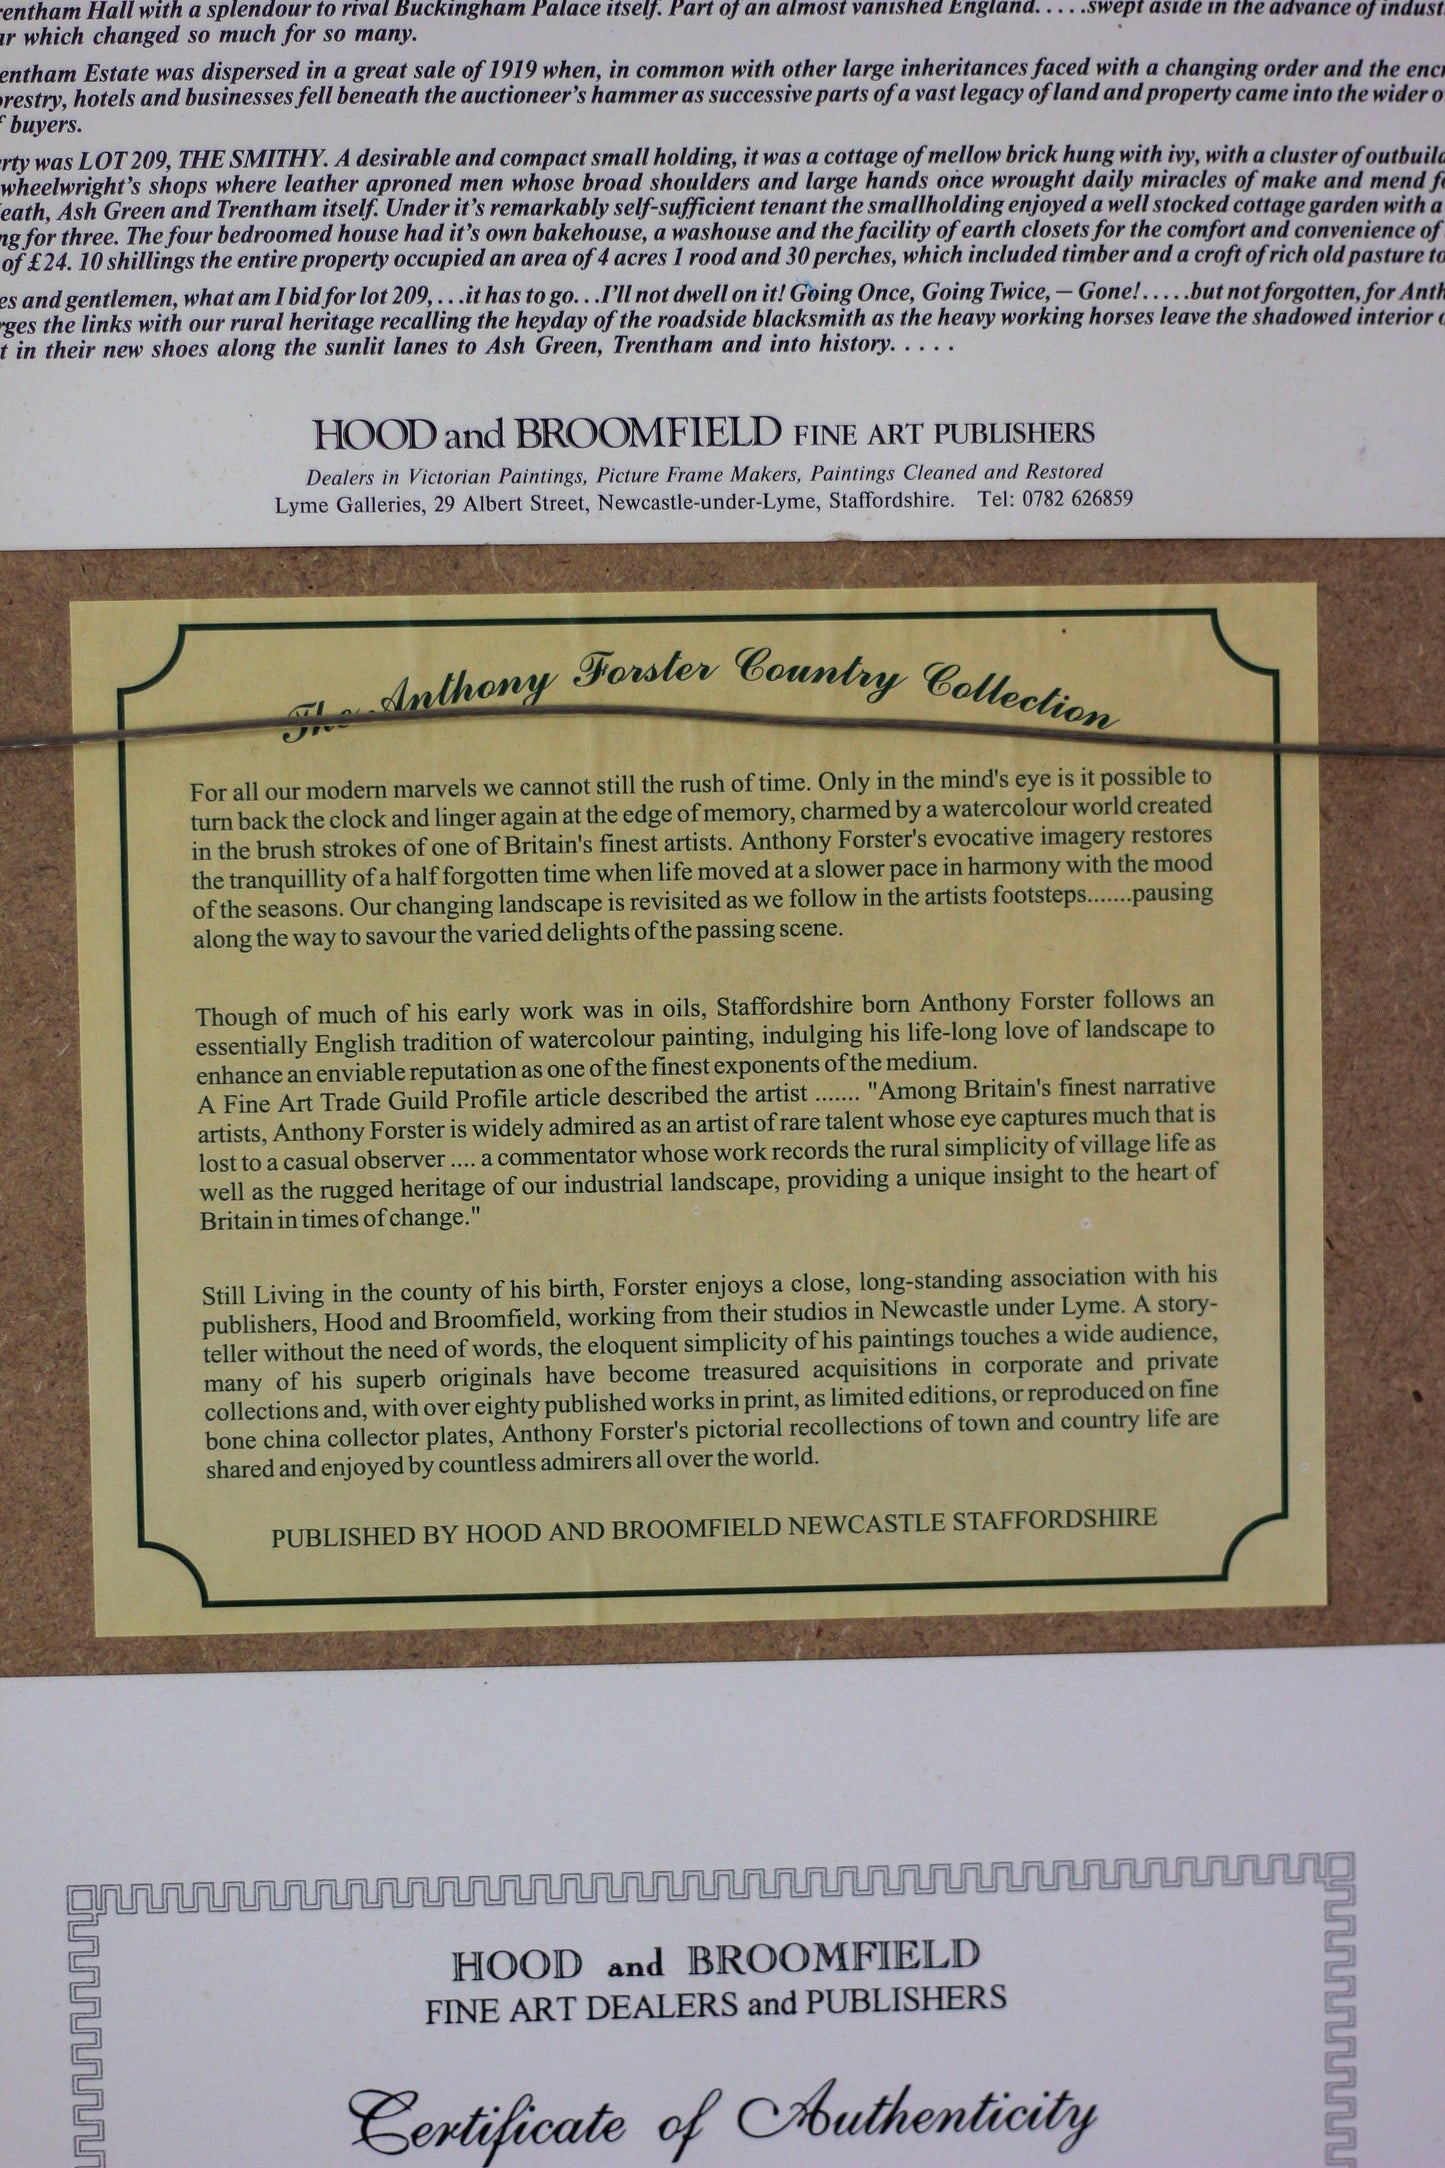 rentham Hall with a splendour to rival Buckingham Palace itself. Part of an almost vanished England. . . . .swept aside in the advance of indust
ar which changed so much for so many.
entham Estate was dispersed in a great sale of 1919 when, in common with other large inheritances faced with a changing order and the encr
orestry, hotels and businesses fell beneath the auctioneer's hammer as successive parts of a vast legacy of land and property came into the wider o
f buyers.
rty was LOT 209, THE SMITHY. A desirable and compact small holding, it was a cottage of mellow brick hung with ivy, with a cluster of outbuild
wheelwright's shops where leather aproned men whose broad shoulders and large hands once wrought daily miracles of make and mend fo
eath, Ash Green and Trentham itself. Under it's remarkably self-sufficient tenant the smallholding enjoyed a well stocked cottage garden with a
ng for three. The four bedroomed house had it's own bakehouse, a washouse and the facility of earth closets for the comfort and convenience of
of £24. 10 shillings the entire property occupied an area of 4 acres 1 rood and 30 perches, which included timber and a croft of rich old pasture to
es and gentlemen, what am I bid for lot 209, . . .it has to go. . .I'll not dwell on it! Going Once, Going Twice, — Gone! . . . . .but not forgotten, for Anth
rges the links with our rural heritage recalling the heyday of the roadside blacksmith as the heavy working horses leave the shadowed interior o
t in their new shoes along the sunlit lanes to Ash Green, Trentham and into history. . . . .
HOOD and BROOMFIELD FINE ART PUBLISHERS
Dealers in Victorian Paintings, Picture Frame Makers, Paintings Cleaned and Restored
Lyme Galleries, 29 Albert Street, Newcastle-under-Lyme, Staffordshire. Tel: 0782 626859
The Anthony Forster Country Collection
For all our modern marvels we cannot still the rush of time. Only in the mind's eye is it possible to
turn back the clock and linger again at the edge of memory, charmed by a watercolour world created
in the brush strokes of one of Britain's finest artists. Anthony Forster's evocative imagery restores
the tranquillity of a half forgotten time when life moved at a slower pace in harmony with the mood
of the seasons. Our changing landscape is revisited as we follow in the artists footsteps.......pausing
along the way to savour the varied delights of the passing scene.
Though of much of his early work was in oils, Staffordshire born Anthony Forster follows an
essentially English tradition of watercolour painting, indulging his life-long love of landscape to
enhance an enviable reputation as one of the finest exponents of the medium.
A Fine Art Trade Guild Profile article described the artist ....... "Among Britain's finest narrative
artists, Anthony Forster is widely admired as an artist of rare talent whose eye captures much that is
lost to a casual observer .... a commentator whose work records the rural simplicity of village life as
well as the rugged heritage of our industrial landscape, providing a unique insight to the heart of
Britain in times of change."
Still Living in the county of his birth, Forster enjoys a close, long-standing association with his
publishers, Hood and Broomfield, working from their studios in Newcastle under Lyme. A story-
teller without the need of words, the eloquent simplicity of his paintings touches a wide audience,
many of his superb originals have become treasured acquisitions in corporate and private
collections and, with over eighty published works in print, as limited editions, or reproduced on fine
bone china collector plates, Anthony Forster's pictorial recollections of town and country life are
shared and enjoyed by countless admirers all over the world.
PUBLISHED BY HOOD AND BROOMFIELD NEWCASTLE STAFFORDSHIRE
HOOD and BROOMFIELD
FINE ART DEALERS and PUBLISHERS
Certificate of Authenticity